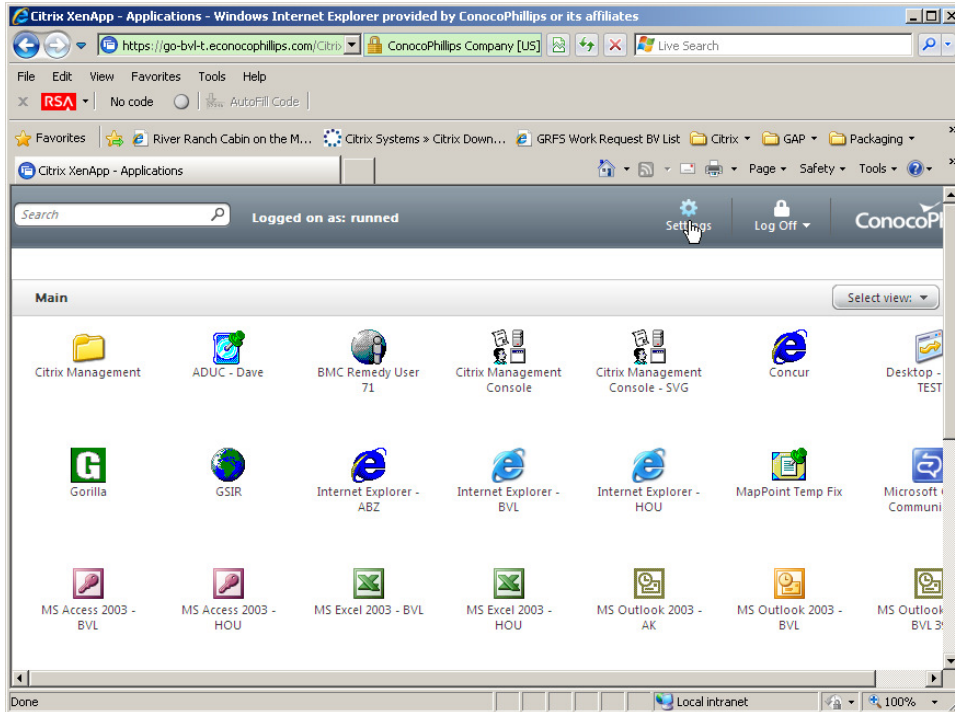 Citrix XenApp - Applications - Windows Internet Explorer provided by ConocoPhillips or its affiliates
https://go-bvl-t.econocophillips.com/Citri
ConocoPhillips Company [US]
Live Search
File Edit View Favorites Tools Help
RSA No code AutoFill Code
Favorites River Ranch Cabin on the M... Citrix Systems » Citrix Down... GRFS Work Request BV List Citrix GAP Packaging »
Citrix XenApp - Applications Page Safety Tools »
Search Logged on as: runned Settings Log Off ConocoPh
Main Select view:
Citrix Management ADUC - Dave BMC Remedy User Citrix Management Citrix Management Concur Desktop -
71 Console Console - SVG TEST
G
Gorilla GSIR Internet Explorer - Internet Explorer - Internet Explorer - MapPoint Temp Fix Microsoft
ABZ BVL HOU Communi
MS Access 2003 - MS Access 2003 - MS Excel 2003 - BVL MS Excel 2003 - MS Outlook 2003 - MS Outlook 2003 - MS Outlook
BVL HOU HOU AK BVL BVL 3
Done Local intranet 100%